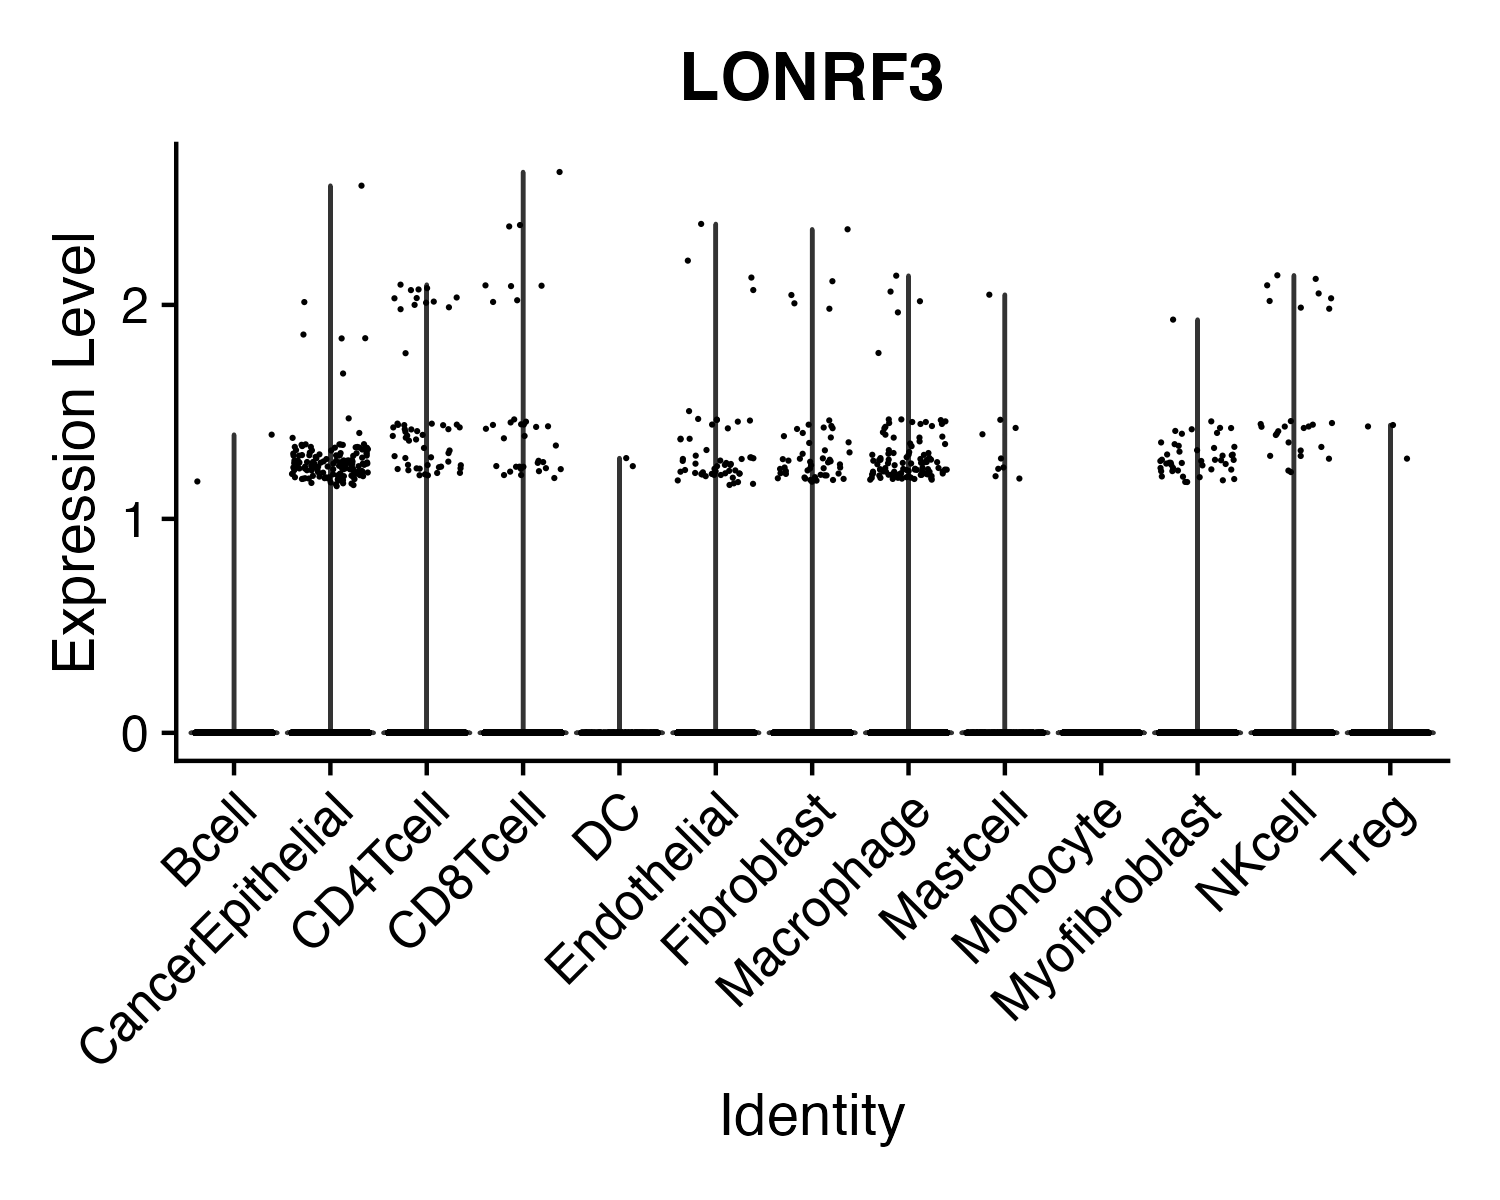 LONRF3
Expression Level
2
1
0
Bcell
CancerEpithelial
CD4Tcell
CD8Tcell
DC
Endothelial
Fibroblast
Macrophage
Mastcell
Monocyte
Myofibroblast
NKcell
Treg
Identity